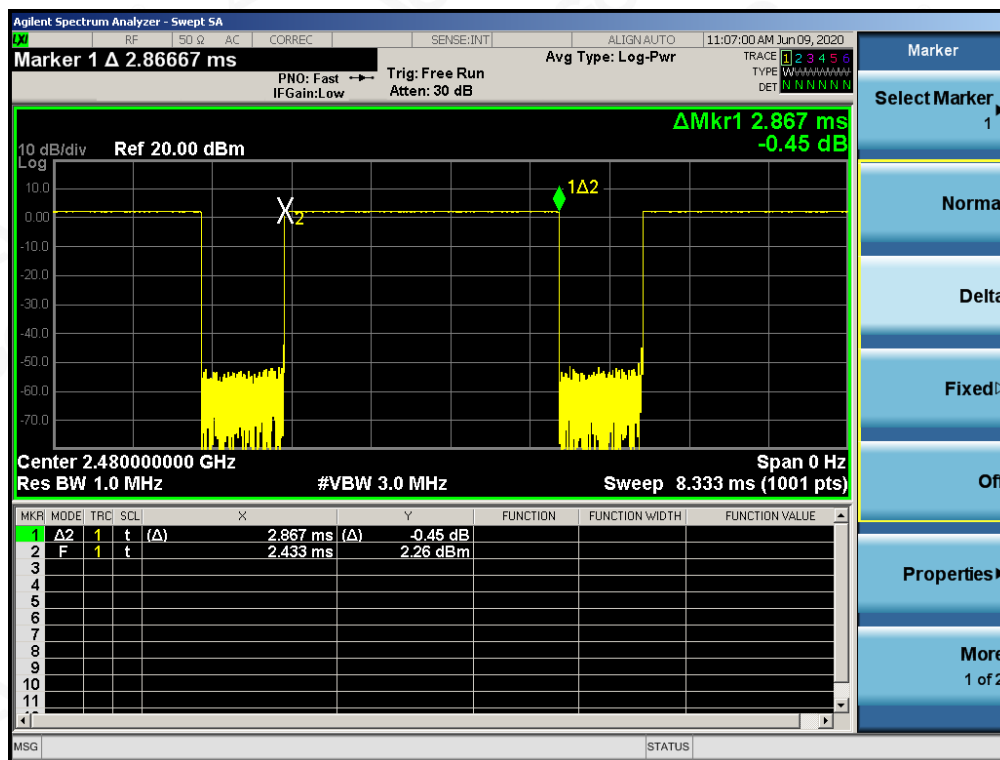 Agilent Spectrum Analyzer - Swept SA
LXI RF 50 Ω AC CORREC SENSE:INT ALIGN AUTO 11:07:00 AM Jun 09, 2020
Marker 1 Δ 2.86667 ms
PNO: Fast
IFGain:Low
Trig: Free Run
Atten: 30 dB
Avg Type: Log-Pwr
TRACE 1 2 3 4 5 6
TYPE WWWWWW
DET N N N N N N
ΔMkr1 2.867 ms
-0.45 dB
10 dB/div Ref 20.00 dBm
Log
10.0
0.00
-10.0
-20.0
-30.0
-40.0
-50.0
-60.0
-70.0
2
1Δ2
Center 2.480000000 GHz Span 0 Hz
Res BW 1.0 MHz #VBW 3.0 MHz Sweep 8.333 ms (1001 pts)
MKR MODE TRC SCL X Y FUNCTION FUNCTION WIDTH FUNCTION VALUE
1 Δ2 1 t (Δ) 2.867 ms (Δ) -0.45 dB
2 F 1 t 2.433 ms 2.26 dBm
3
4
5
6
7
8
9
10
11
MSG STATUS
Marker
Select Marker
1
Norma
Delta
Fixed
Off
Properties
More
1 of 2